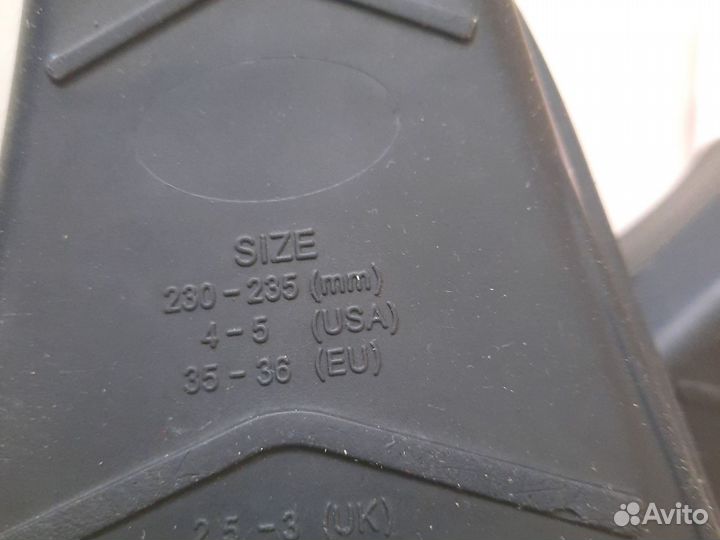 SIZE
230 - 235 (mm)
4 - 5 (USA)
35 - 36 (EU)
2.5 - 3 (UK)
Avito